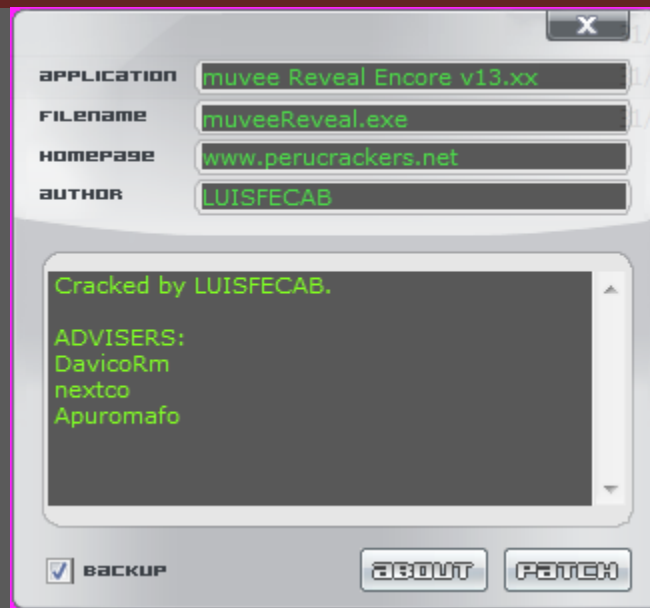 x
APPLICATION muvee Reveal Encore v13.xx
FILENAME muveeReveal.exe
HOMEPAGE www.perucrackers.net
AUTHOR LUISFECAB
Cracked by LUISFECAB.
ADVISERS:
DavicoRm
nextco
Apuromafo
BACKUP ABOUT PATCH